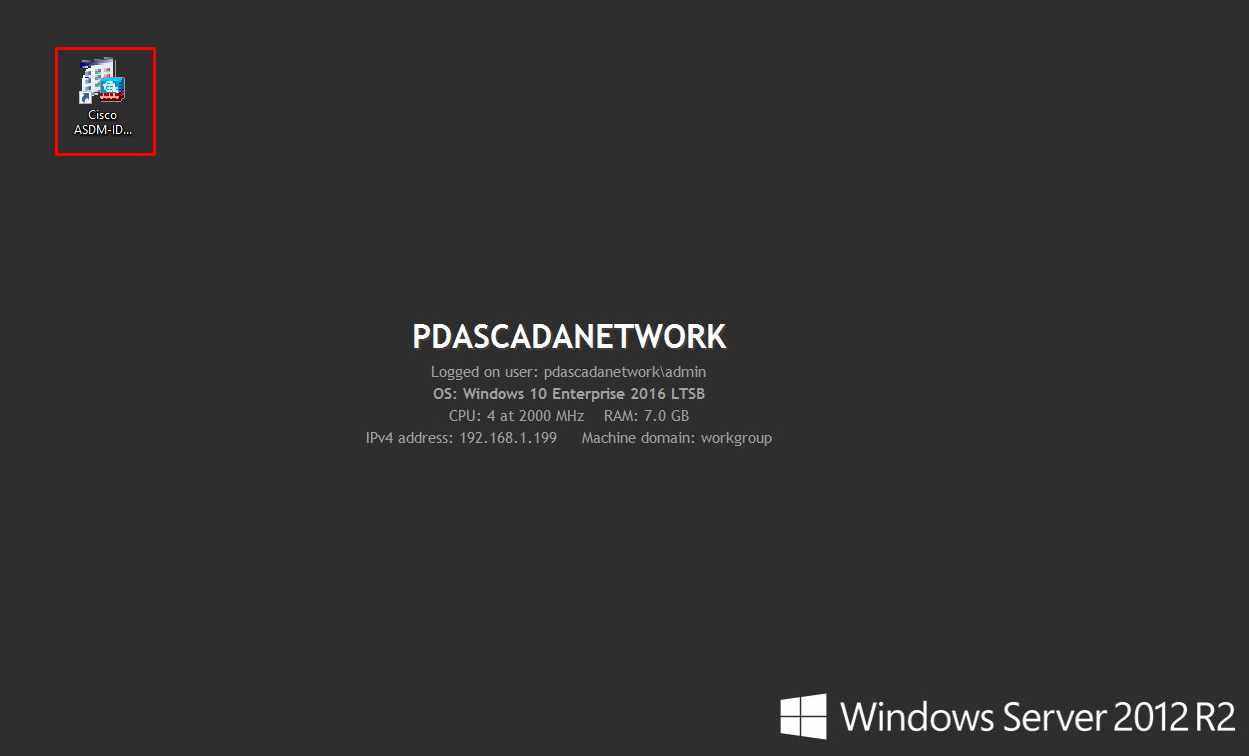 Cisco
ASDM-ID...
PDASCADANETWORK
Logged on user: pdascadanetwork\admin
OS: Windows 10 Enterprise 2016 LTSB
CPU: 4 at 2000 MHz RAM: 7.0 GB
IPv4 address: 192.168.1.199 Machine domain: workgroup
Windows Server 2012 R2